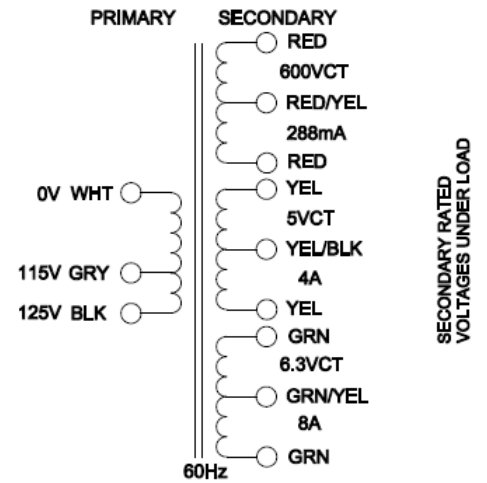 PRIMARY
SECONDARY
RED
600VCT
RED/YEL
288mA
RED
0V WHT
115V GRY
125V BLK
YEL
5VCT
YEL/BLK
4A
YEL
GRN
6.3VCT
GRN/YEL
8A
GRN
60Hz
SECONDARY RATED
VOLTAGES UNDER LOAD